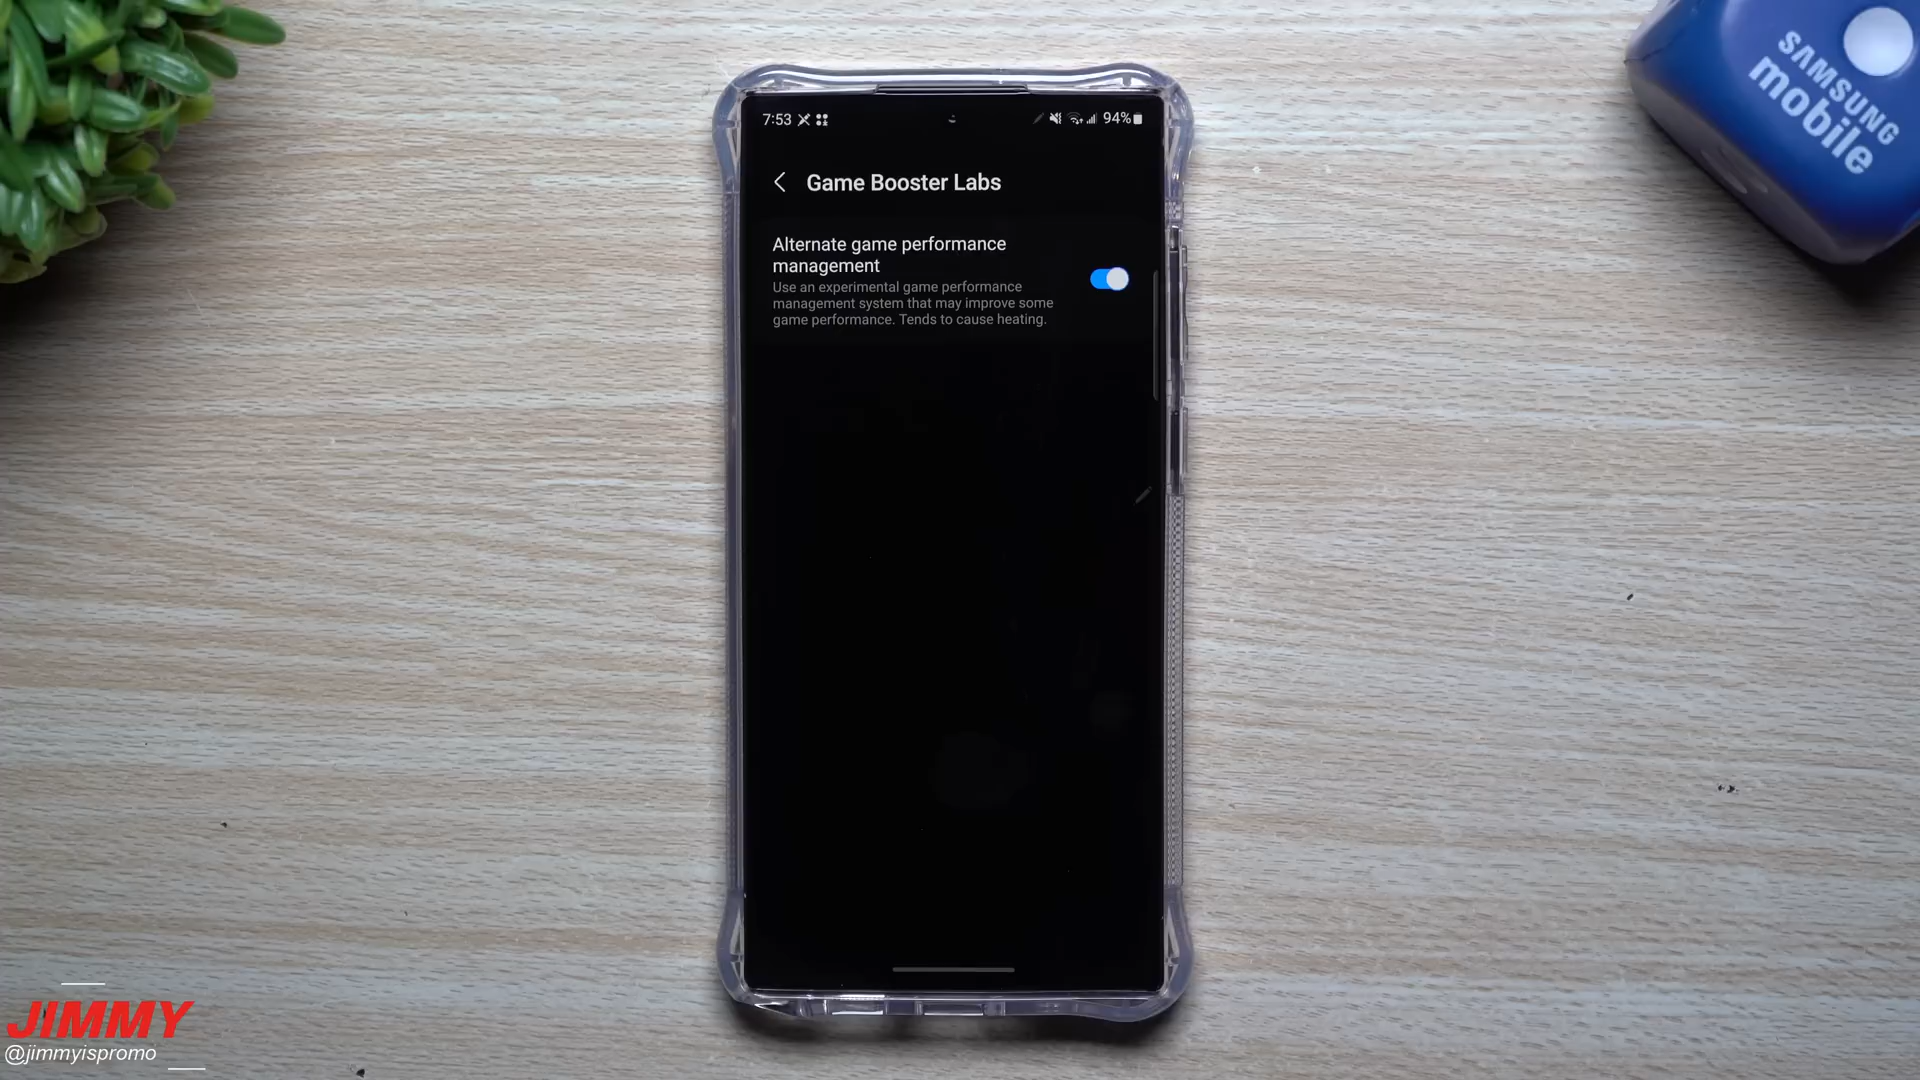 SAMSUNG
mobile
7:53
94%
Game Booster Labs
Alternate game performance
management
Use an experimental game performance
management system that may improve some
game performance. Tends to cause heating.
JIMMY
@jimmyispromo